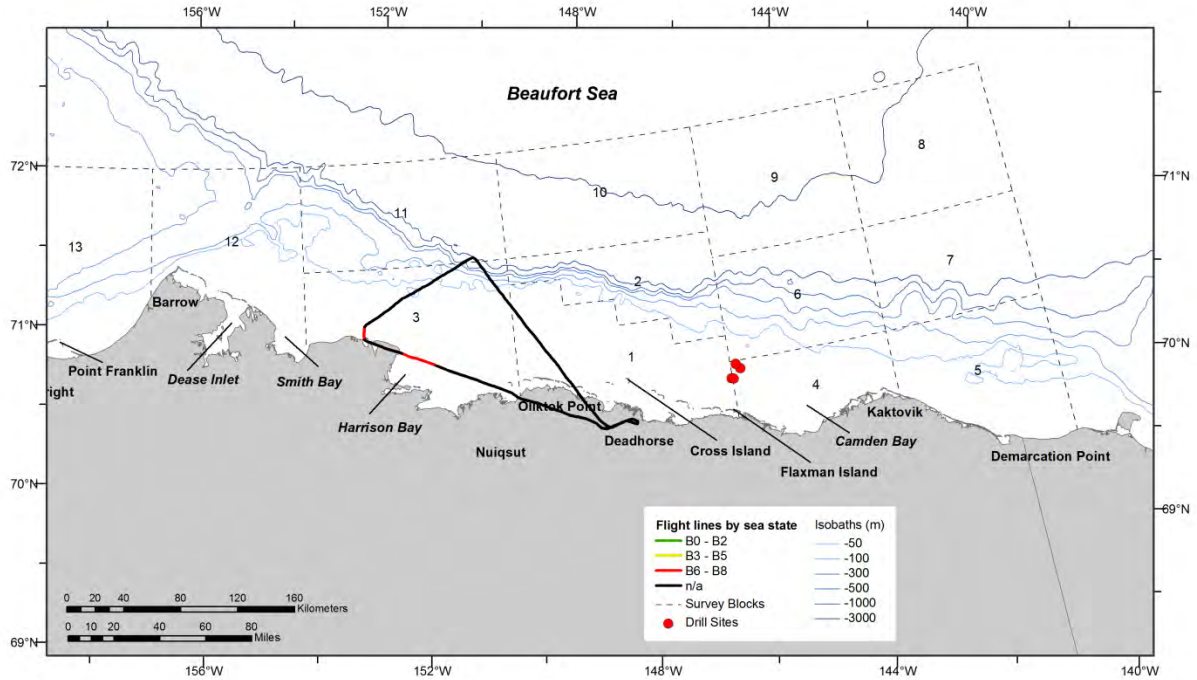 156°W 152°W 148°W 144°W 140°W
Beaufort Sea
8
72°N
71°N
9
10
11
12
13
7
2
6
Barrow
71°N
3
70°N
1
Point Franklin
4
5
Dease Inlet
Smith Bay
right
Oliktok Point
Kaktovik
Harrison Bay
Deadhorse
Camden Bay
Nuiqsut
Cross Island
Demarcation Point
Flaxman Island
70°N
69°N
Flight lines by sea state
B0 - B2
B3 - B5
B6 - B8
n/a
Survey Blocks
Drill Sites
Isobaths (m)
-50
-100
-300
-500
-1000
-3000
0 20 40 80 120 160
Kilometers
0 10 20 40 60 80
Miles
69°N
156°W 152°W 148°W 144°W 140°W